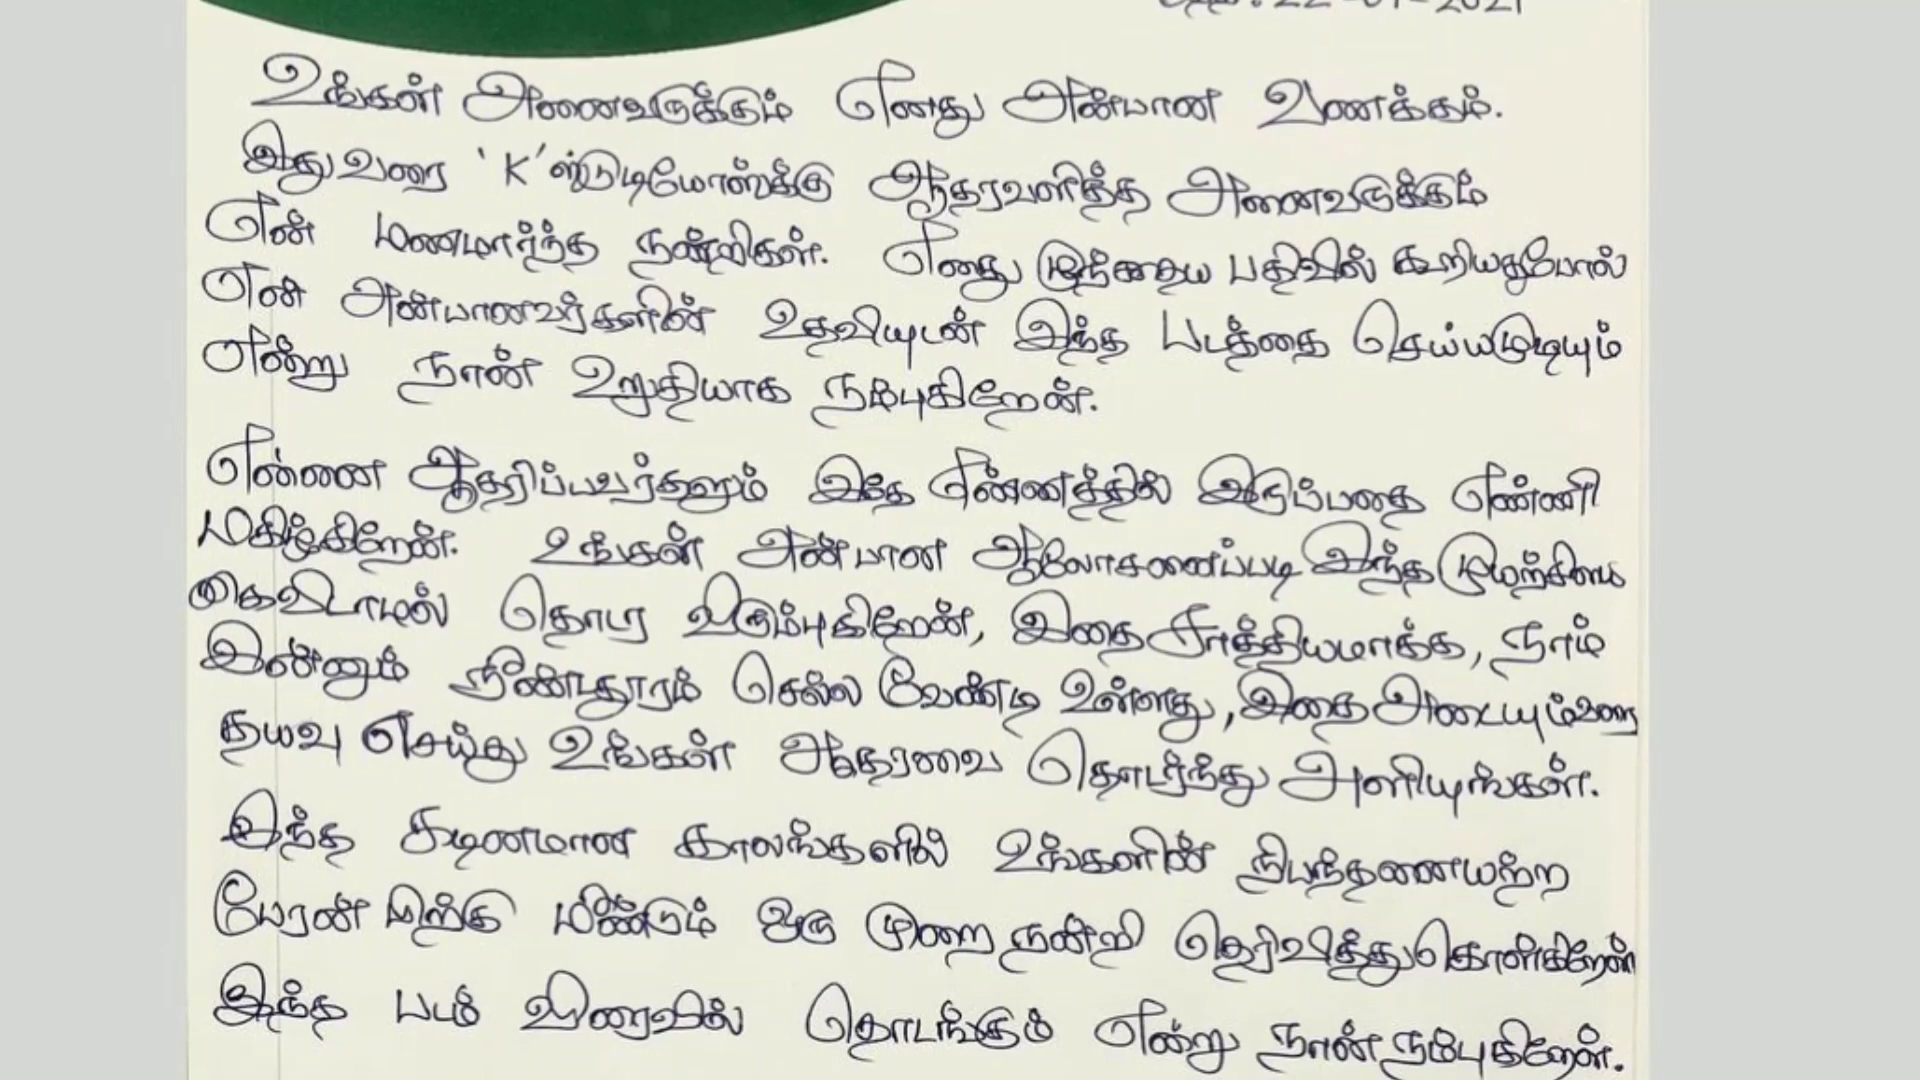 உங்கள் அனைவருக்கும் எனது அன்பான வணக்கம்.
இதுவரை 'K' ஸ்டுடியோஸ்க்கு ஆதரவளித்த அனைவருக்கும்
என் மனமார்ந்த நன்றிகள். எனது முந்தைய பதிவில் கூறியதுபோல்
என் அன்பானவர்களின் உதவியுடன் இந்த படத்தை செய்யமுடியும்
என்று நான் உறுதியாக நம்புகிறேன்.
என்னை ஆதரிப்பவர்களும் இதே எண்ணத்தில் இருப்பதை எண்ணி
மகிழ்கிறேன். உங்கள் அன்பான ஆலோசனைப்படி இந்த முயற்சியை
கைவிடாமல் தொடர விரும்புகிறேன், இதை சாத்தியமாக்க, நாம்
இன்னும் நீண்டதூரம் செல்ல வேண்டி உள்ளது, இதை அடையும்வரை
தயவு செய்து உங்கள் ஆதரவை தொடர்ந்து அளியுங்கள்.
இந்த கடினமான காலங்களில் உங்களின் நிபந்தனையற்ற
பேரன்பிற்கு மீண்டும் ஒரு முறை நன்றி தெரிவித்துகொள்கிறேன்
இந்த படம் விரைவில் தொடங்கும் என்று நான் நம்புகிறேன்.